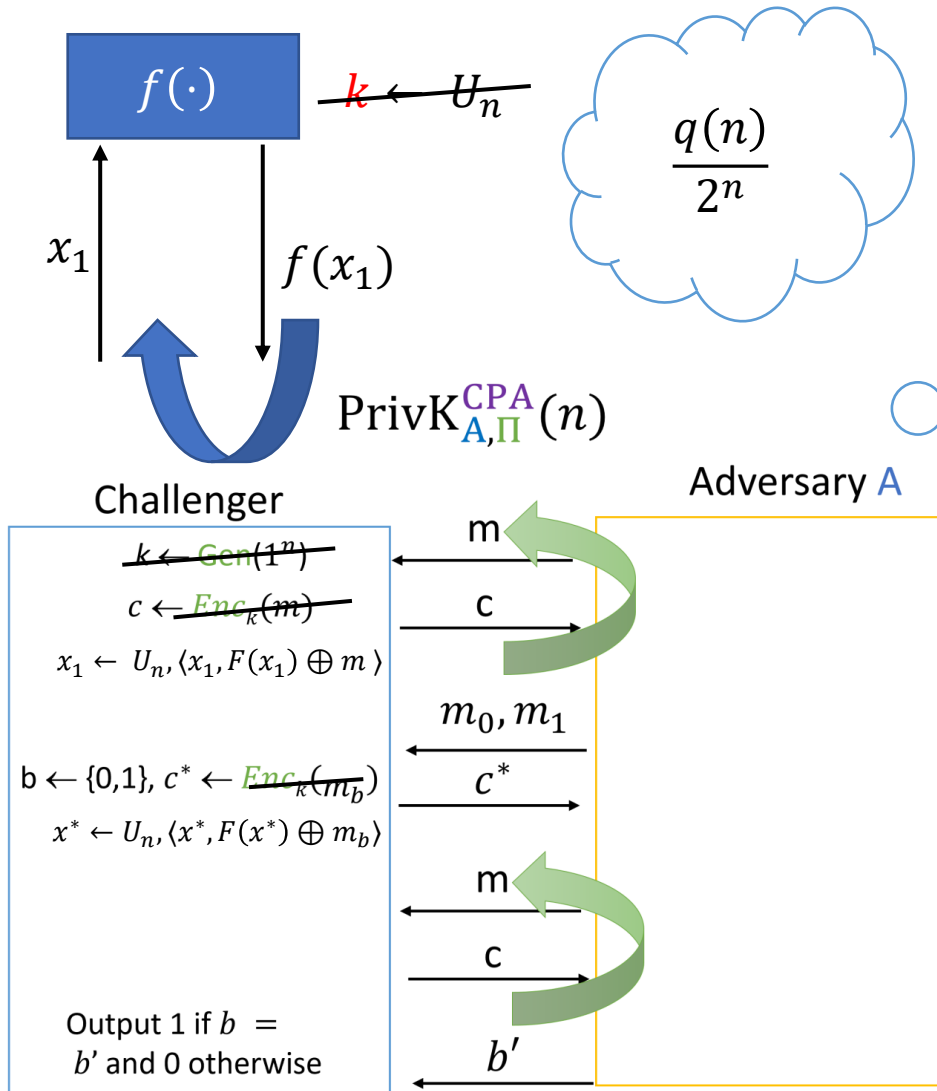 f(·)
k ← U_n
q(n)
2^n
x_1
f(x_1)
PrivK^{CPA}_{A,Π}(n)
Challenger
Adversary A
k ← Gen(1^n)
m
c ← Enc_k(m)
c
x_1 ← U_n, ⟨x_1, F(x_1) ⊕ m ⟩
m_0, m_1
b ← {0,1}, c^* ← Enc_k(m_b)
c^*
x^* ← U_n, ⟨x^*, F(x^*) ⊕ m_b⟩
m
c
Output 1 if b =
b' and 0 otherwise
b'